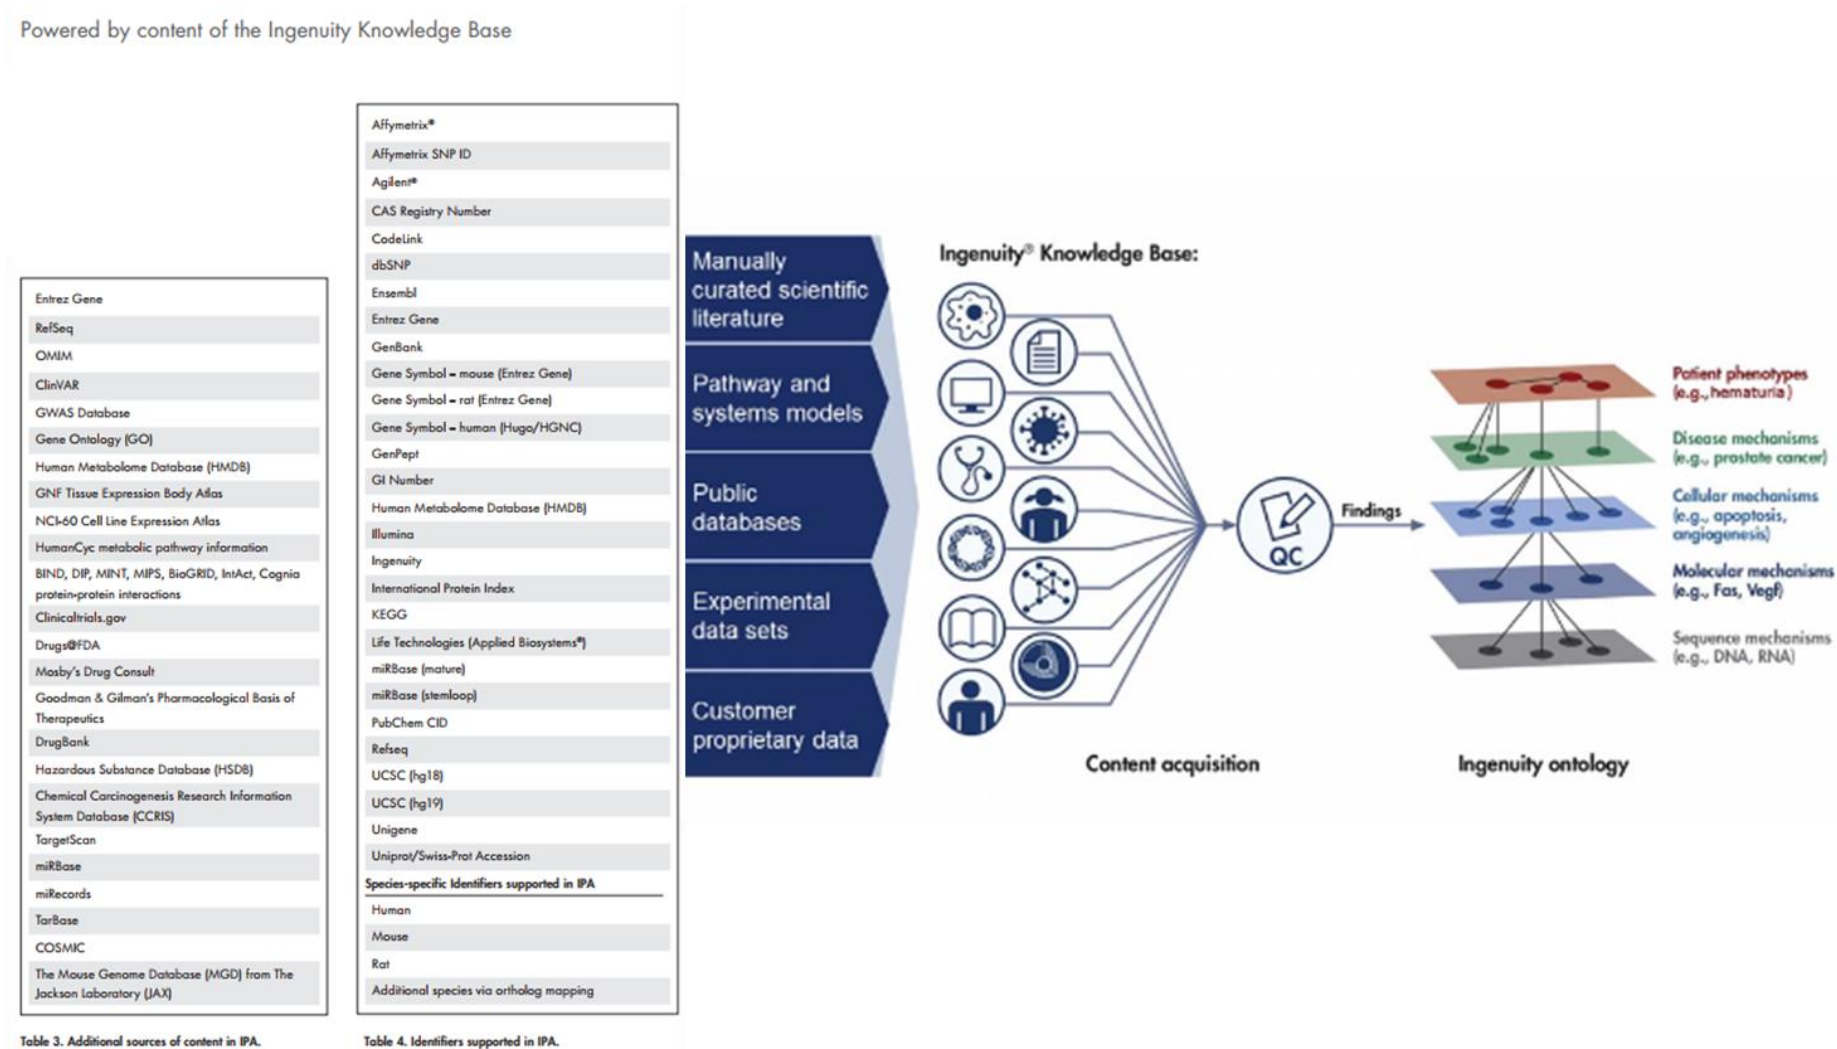 Powered by content of the Ingenuity Knowledge Base
Entrez Gene
RefSeq
OMIM
ClinVAR
GWAS Database
Gene Ontology (GO)
Human Metabolome Database (HMDB)
GNF Tissue Expression Body Atlas
NCI-60 Cell Line Expression Atlas
HumanCyc metabolic pathway information
BIND, DIP, MINT, MIPS, BioGRID, IntAct, Cognia
protein-protein interactions
Clinicaltrials.gov
Drugs@FDA
Mosby's Drug Consult
Goodman & Gilman's Pharmacological Basis of
Therapeutics
DrugBank
Hazardous Substance Database (HSDB)
Chemical Carcinogenesis Research Information
System Database (CCRIS)
TargetScan
miRBase
miRecords
TarBase
COSMIC
The Mouse Genome Database (MGD) from The
Jackson Laboratory (JAX)
Table 3. Additional sources of content in IPA.
Affymetrix®
Affymetrix SNP ID
Agilent®
CAS Registry Number
CodeLink
dbSNP
Ensembl
Entrez Gene
GenBank
Gene Symbol – mouse (Entrez Gene)
Gene Symbol – rat (Entrez Gene)
Gene Symbol – human (Hugo/HGNC)
GenPept
GI Number
Human Metabolome Database (HMDB)
Illumina
Ingenuity
International Protein Index
KEGG
Life Technologies (Applied Biosystems®)
miRBase (mature)
miRBase (stemloop)
PubChem CID
Refseq
UCSC (hg18)
UCSC (hg19)
Unigene
Uniprot/Swiss-Prot Accession
Species-specific Identifiers supported in IPA
Human
Mouse
Rat
Additional species via ortholog mapping
Table 4. Identifiers supported in IPA.
Manually
curated scientific
literature
Pathway and
systems models
Public
databases
Experimental
data sets
Customer
proprietary data
Ingenuity® Knowledge Base:
QC
Findings
Content acquisition
Patient phenotypes
(e.g., hematuria)
Disease mechanisms
(e.g., prostate cancer)
Cellular mechanisms
(e.g., apoptosis,
angiogenesis)
Molecular mechanisms
(e.g., Fas, Vegf)
Sequence mechanisms
(e.g., DNA, RNA)
Ingenuity ontology